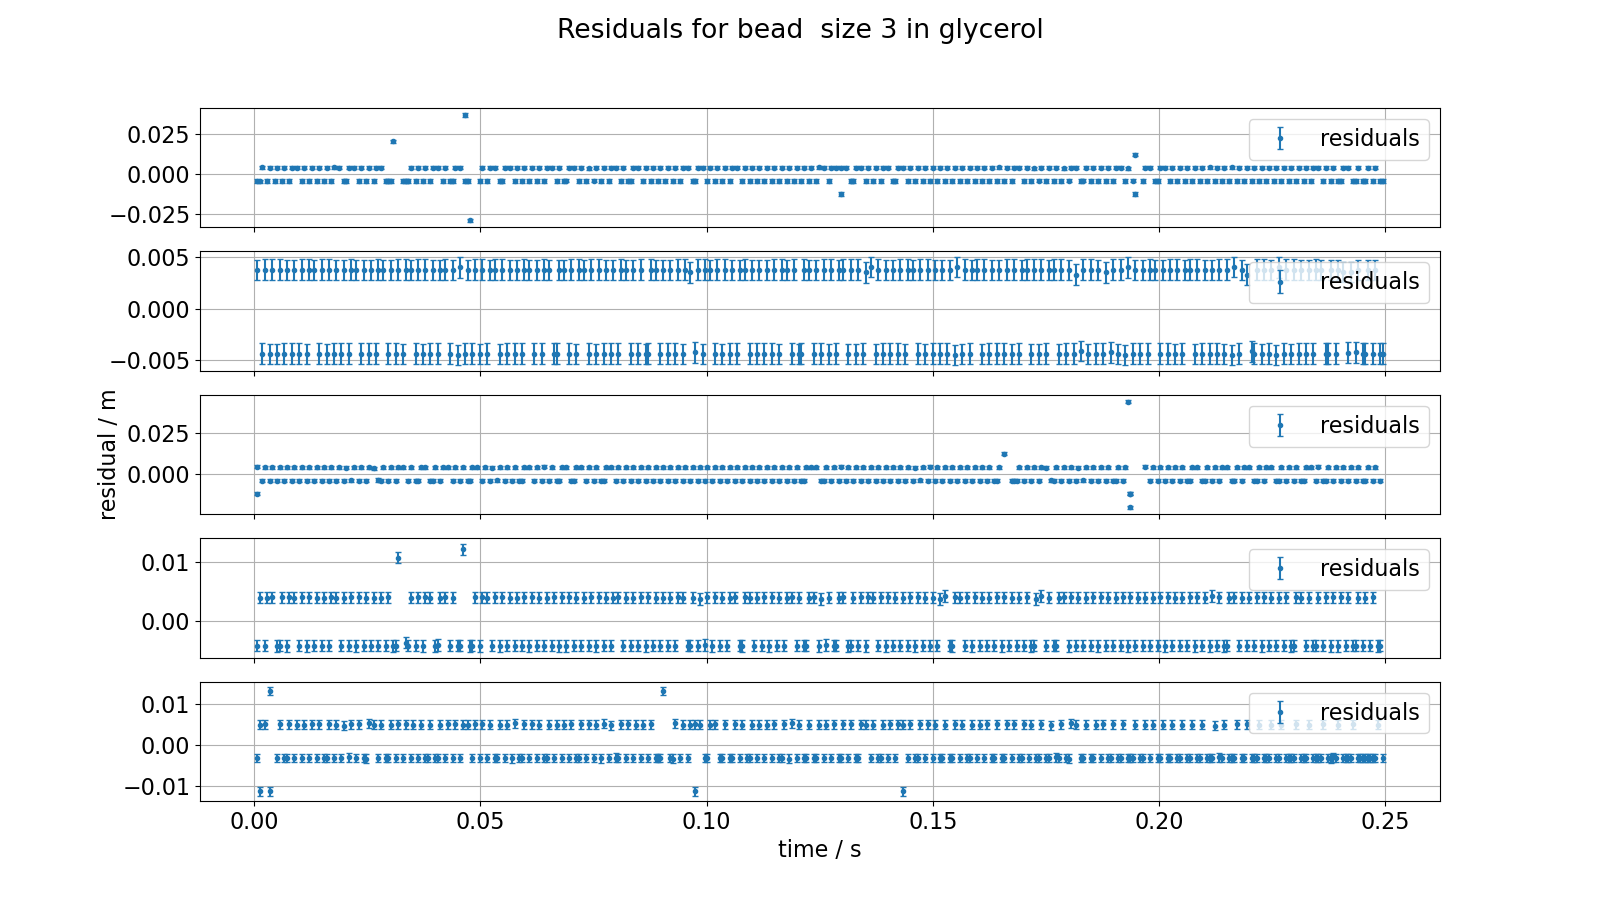 Residuals for bead  size 3 in glycerol
0.025
0.000
−0.025
residuals
0.005
0.000
−0.005
residuals
0.025
0.000
residuals
residual / m
0.01
0.00
residuals
0.01
0.00
−0.01
residuals
0.00 0.05 0.10 0.15 0.20 0.25
time / s